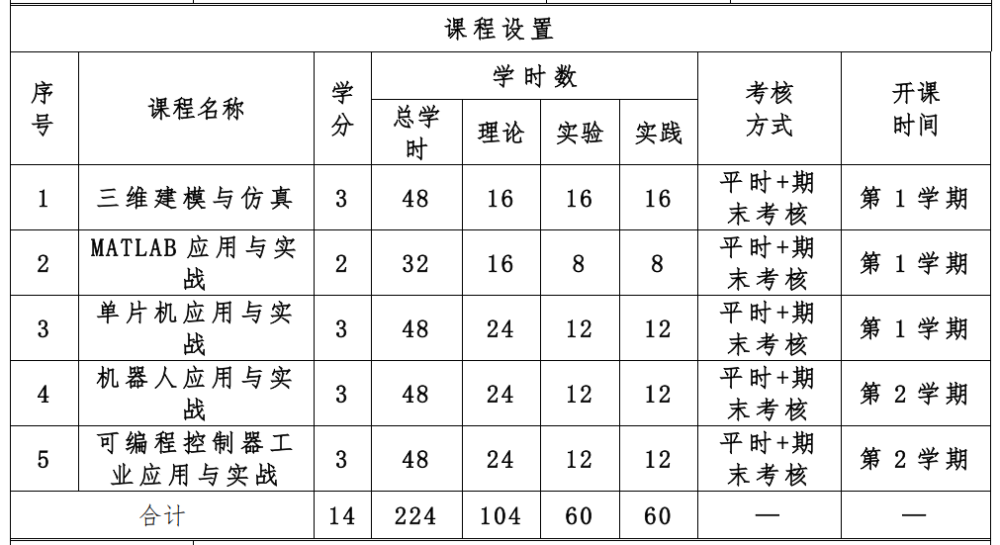 课程设置
序号 课程名称 学分 学时数 考核方式 开课时间
总学时 理论 实验 实践
1 三维建模与仿真 3 48 16 16 16 平时+期末考核 第 1 学期
2 MATLAB 应用与实战 2 32 16 8 8 平时+期末考核 第 1 学期
3 单片机应用与实战 3 48 24 12 12 平时+期末考核 第 1 学期
4 机器人应用与实战 3 48 24 12 12 平时+期末考核 第 2 学期
5 可编程控制器工业应用与实战 3 48 24 12 12 平时+期末考核 第 2 学期
合计 14 224 104 60 60 — —